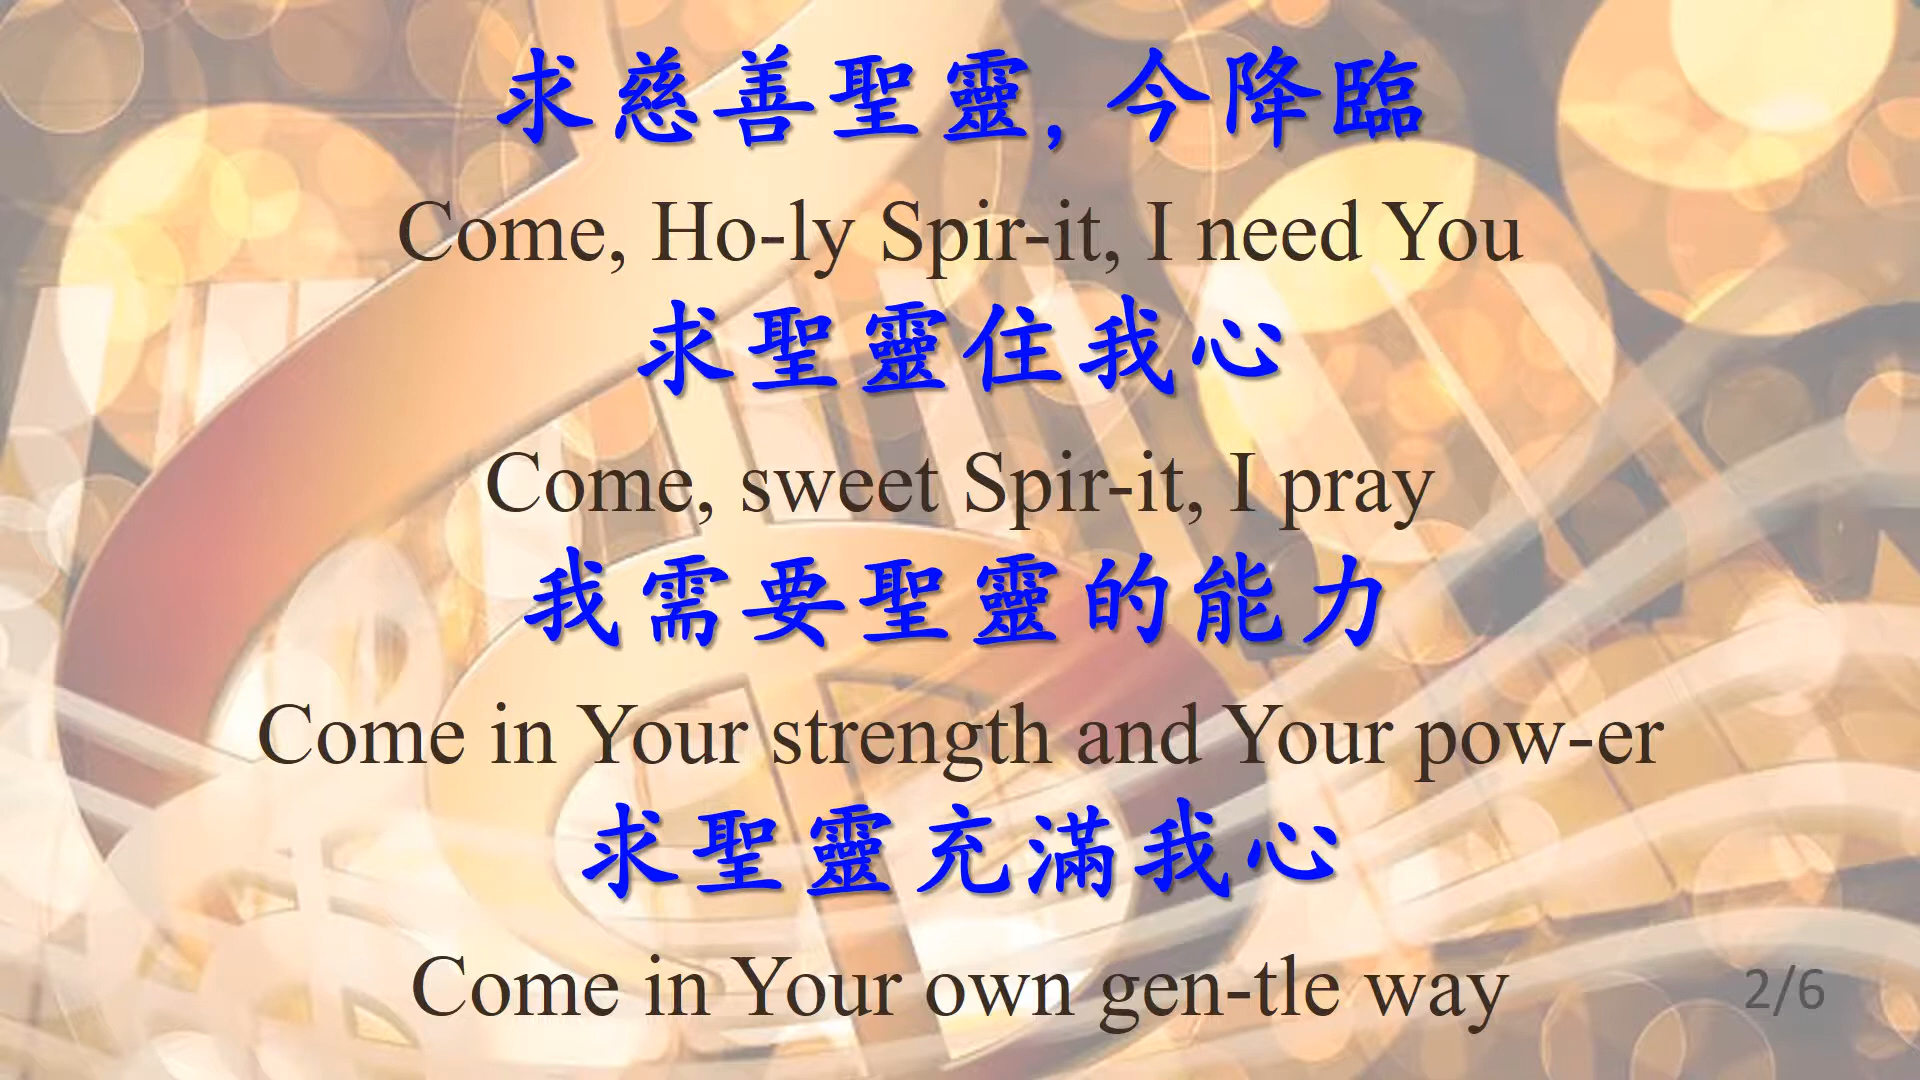 求慈善聖靈,今降臨
Come, Ho-ly Spir-it, I need You
求聖靈住我心
Come, sweet Spir-it, I pray
我需要聖靈的能力
Come in Your strength and Your pow-er
求聖靈充滿我心
Come in Your own gen-tle way
2/6